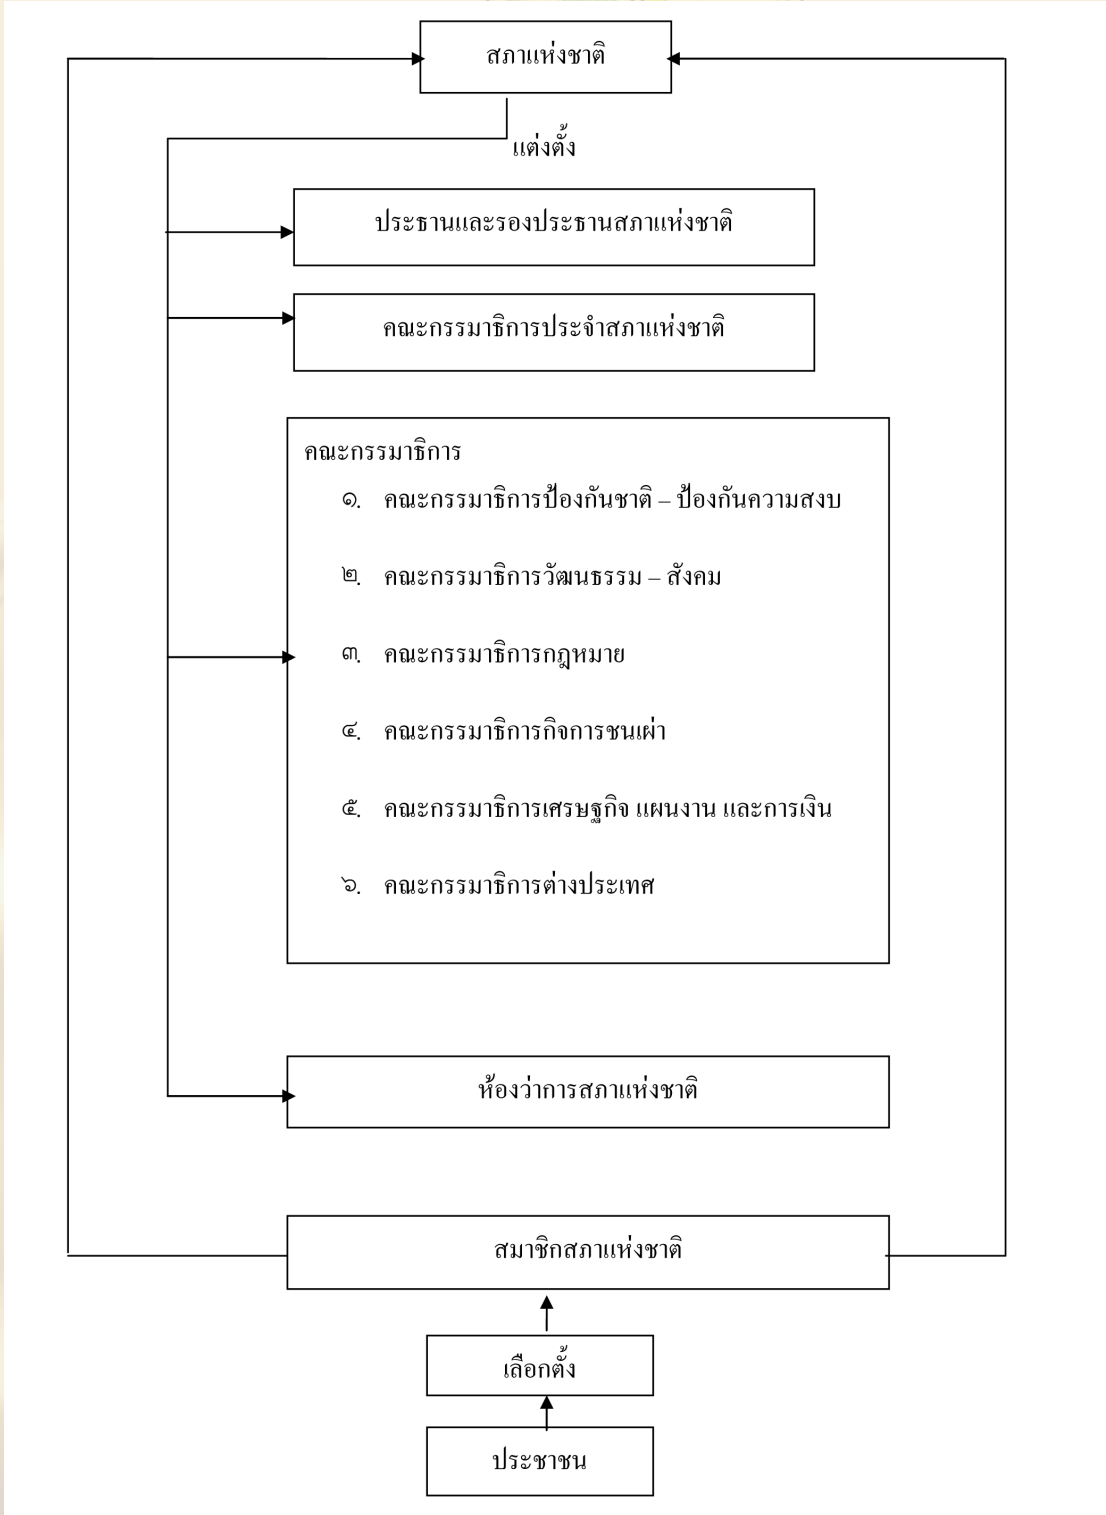 สภาแห่งชาติ
แต่งตั้ง
ประธานและรองประธานสภาแห่งชาติ
คณะกรรมาธิการประจำสภาแห่งชาติ
คณะกรรมาธิการ
๑. คณะกรรมาธิการป้องกันชาติ – ป้องกันความสงบ
๒. คณะกรรมาธิการวัฒนธรรม – สังคม
๓. คณะกรรมาธิการกฎหมาย
๔. คณะกรรมาธิการกิจการชนเผ่า
๕. คณะกรรมาธิการเศรษฐกิจ แผนงาน และการเงิน
๖. คณะกรรมาธิการต่างประเทศ
ห้องว่าการสภาแห่งชาติ
สมาชิกสภาแห่งชาติ
เลือกตั้ง
ประชาชน